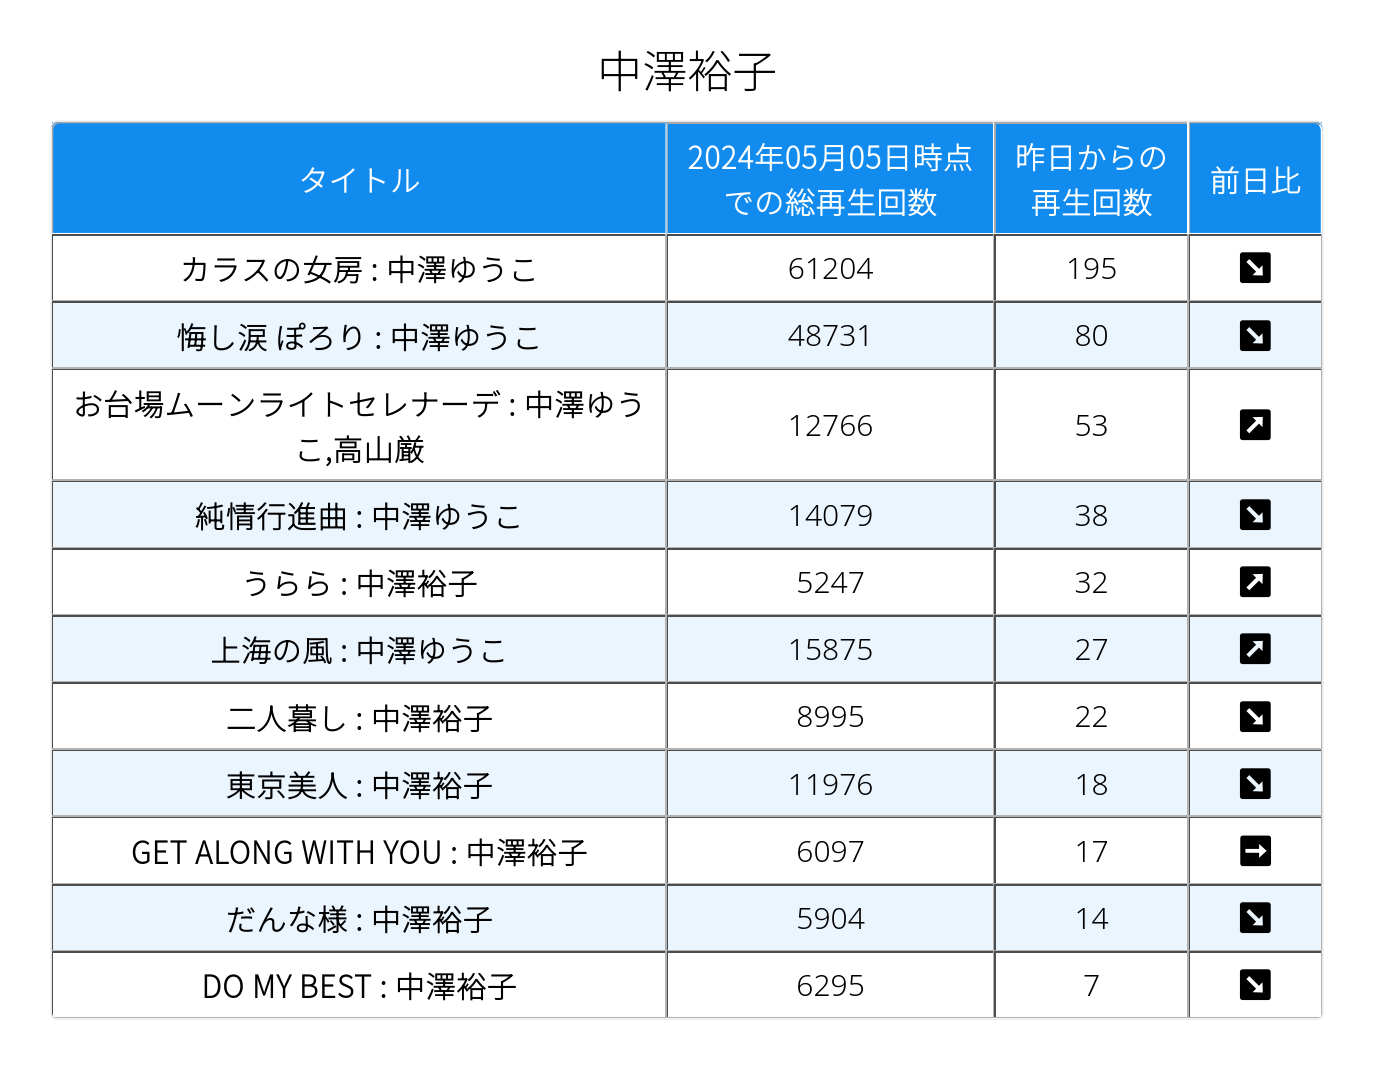 中澤裕子
タイトル
2024年05月05日時点
での総再生回数
昨日からの
再生回数
前日比
カラスの女房 : 中澤ゆうこ 61204 195 ↘
悔し涙 ぽろり : 中澤ゆうこ 48731 80 ↘
お台場ムーンライトセレナーデ : 中澤ゆう
こ,高山厳 12766 53 ↗
純情行進曲 : 中澤ゆうこ 14079 38 ↘
うらら : 中澤裕子 5247 32 ↗
上海の風 : 中澤ゆうこ 15875 27 ↗
二人暮し : 中澤裕子 8995 22 ↘
東京美人 : 中澤裕子 11976 18 ↘
GET ALONG WITH YOU : 中澤裕子 6097 17 →
だんな様 : 中澤裕子 5904 14 ↘
DO MY BEST : 中澤裕子 6295 7 ↘